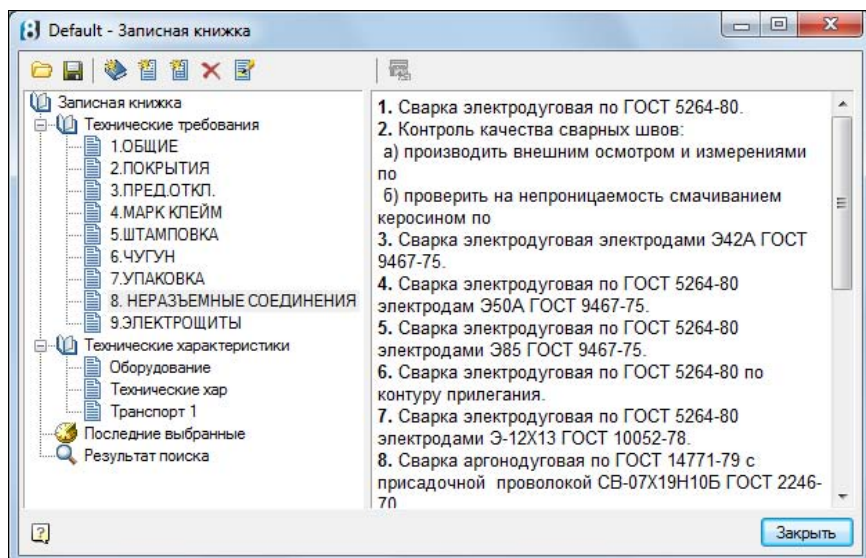 Default - Записная книжка
Записная книжка
Технические требования
1.ОБЩИЕ
2.ПОКРЫТИЯ
3.ПРЕД.ОТКЛ.
4.МАРК КЛЕЙМ
5.ШТАМПОВКА
6.ЧУГУН
7.УПАКОВКА
8. НЕРАЗЪЕМНЫЕ СОЕДИНЕНИЯ
9.ЭЛЕКТРОЩИТЫ
Технические характеристики
Оборудование
Технические хар
Транспорт 1
Последние выбранные
Результат поиска
1. Сварка электродуговая по ГОСТ 5264-80.
2. Контроль качества сварных швов:
а) производить внешним осмотром и измерениями
по
б) проверить на непроницаемость смачиванием
керосином по
3. Сварка электродуговая электродами Э42А ГОСТ
9467-75.
4. Сварка электродуговая по ГОСТ 5264-80
электродам Э50А ГОСТ 9467-75.
5. Сварка электродуговая по ГОСТ 5264-80
электродами Э85 ГОСТ 9467-75.
6. Сварка электродуговая по ГОСТ 5264-80 по
контуру прилегания.
7. Сварка электродуговая по ГОСТ 5264-80
электродами Э-12Х13 ГОСТ 10052-78.
8. Сварка аргонодуговая по ГОСТ 14771-79 с
присадочной проволокой СВ-07Х19Н10Б ГОСТ 2246-
70
Закрыть